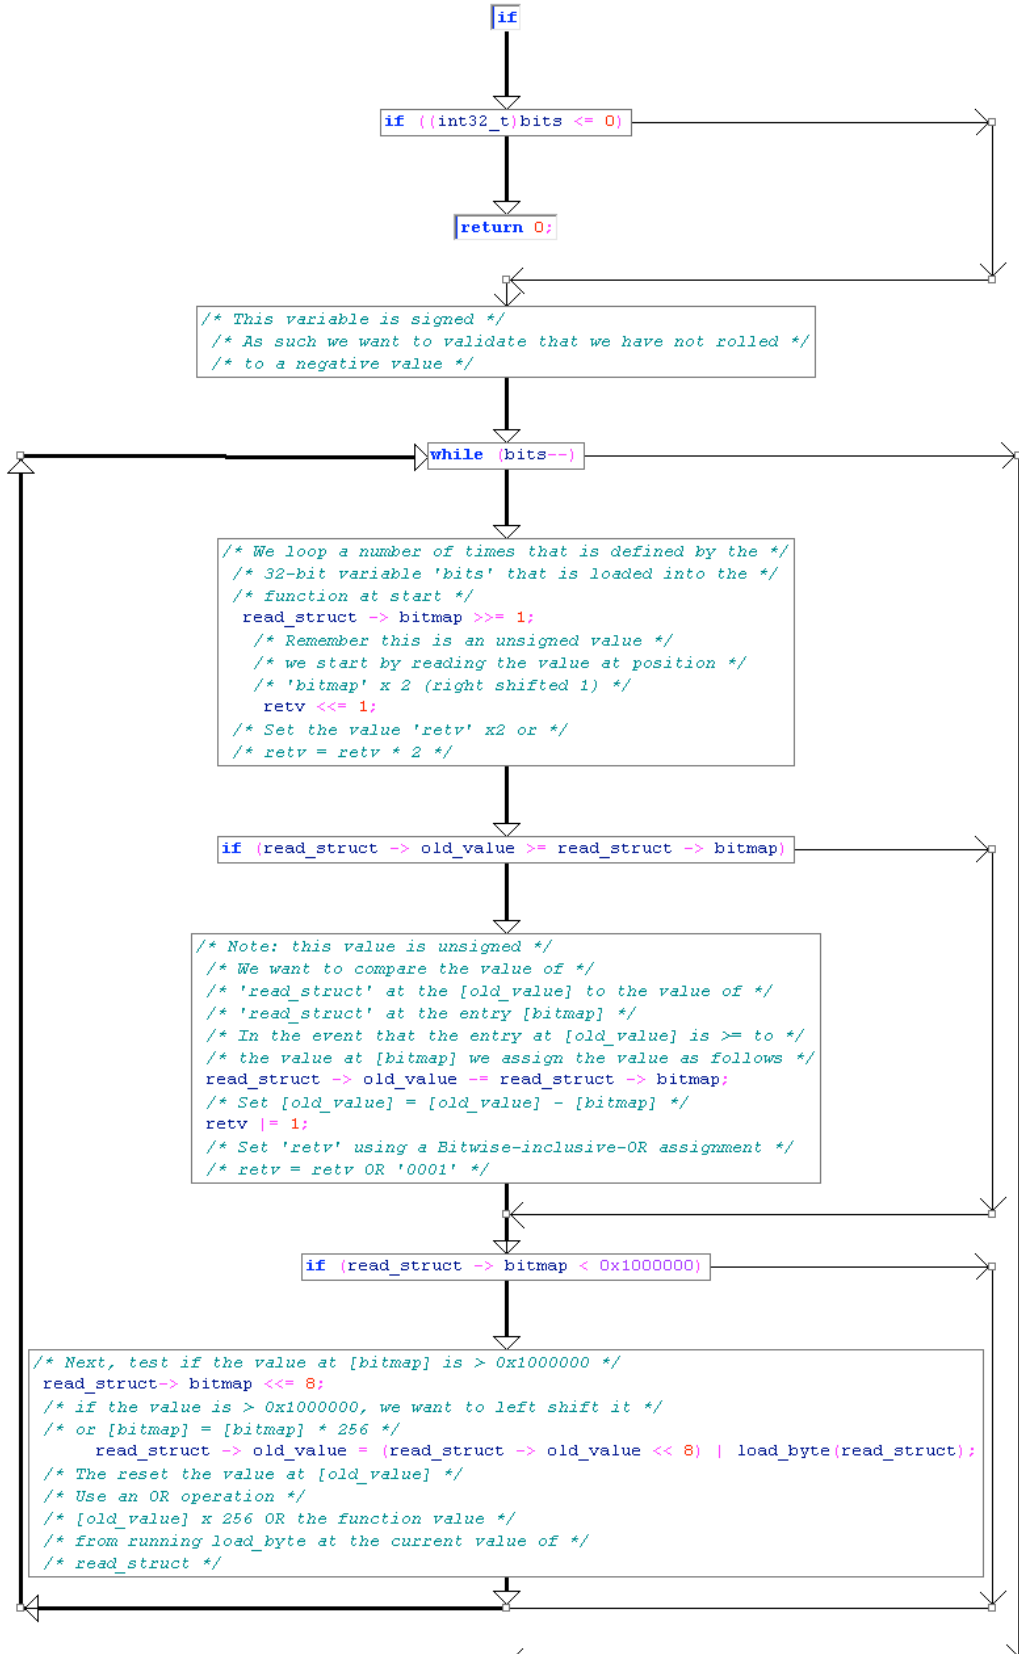 if
if ((int32_t)bits <= 0)
return 0;
/* This variable is signed */
/* As such we want to validate that we have not rolled */
/* to a negative value */
while (bits--)
/* We loop a number of times that is defined by the */
/* 32-bit variable 'bits' that is loaded into the */
/* function at start */
read_struct -> bitmap >>= 1;
/* Remember this is an unsigned value */
/* we start by reading the value at position */
/* 'bitmap' x 2 (right shifted 1) */
retv <<= 1;
/* Set the value 'retv' x2 or */
/* retv = retv * 2 */
if (read_struct -> old_value >= read_struct -> bitmap)
/* Note: this value is unsigned */
/* We want to compare the value of */
/* 'read_struct' at the [old_value] to the value of */
/* 'read_struct' at the entry [bitmap] */
/* In the event that the entry at [old_value] is >= to */
/* the value at [bitmap] we assign the value as follows */
read_struct -> old_value -= read_struct -> bitmap;
/* Set [old_value] = [old_value] - [bitmap] */
retv |= 1;
/* Set 'retv' using a Bitwise-inclusive-OR assignment */
/* retv = retv OR '0001' */
if (read_struct -> bitmap < 0x1000000)
/* Next, test if the value at [bitmap] is > 0x1000000 */
read_struct-> bitmap <<= 8;
/* if the value is > 0x1000000, we want to left shift it */
/* or [bitmap] = [bitmap] * 256 */
read_struct -> old_value = (read_struct -> old_value << 8) | load_byte(read_struct);
/* The reset the value at [old_value] */
/* Use an OR operation */
/* [old_value] x 256 OR the function value */
/* from running load_byte at the current value of */
/* read_struct */